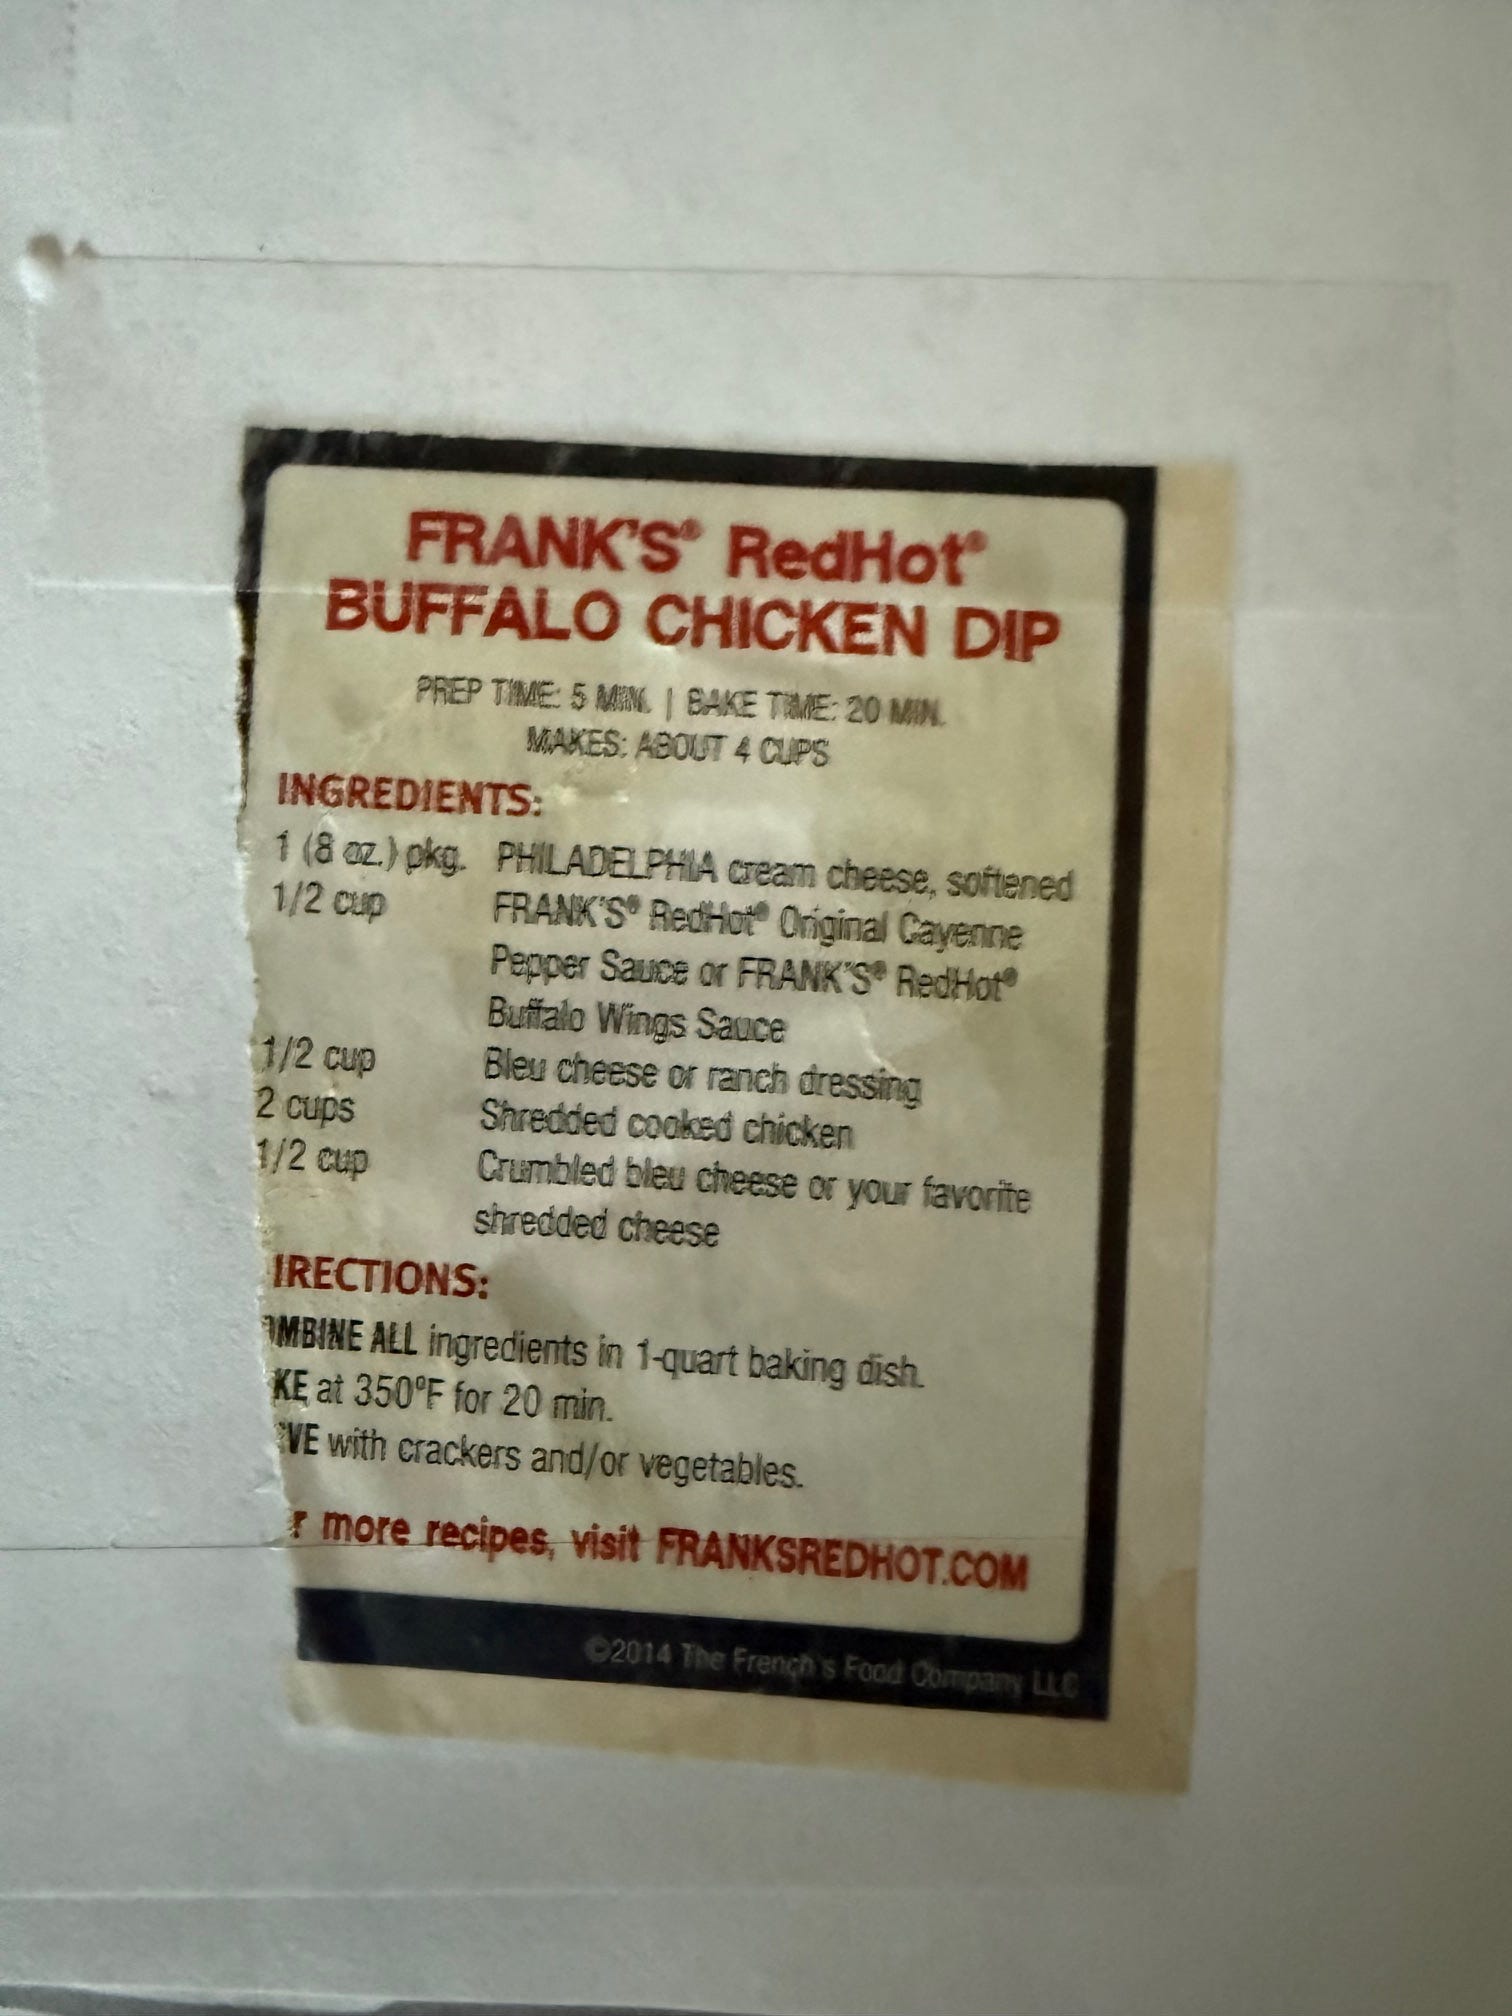 FRANK'S® RedHot®
BUFFALO CHICKEN DIP
PREP TIME: 5 MIN. | BAKE TIME: 20 MIN.
MAKES: ABOUT 4 CUPS
INGREDIENTS:
1 (8 oz.) pkg. PHILADELPHIA cream cheese, softened
1/2 cup FRANK'S® RedHot® Original Cayenne
Pepper Sauce or FRANK'S® RedHot®
Buffalo Wings Sauce
1/2 cup Bleu cheese or ranch dressing
2 cups Shredded cooked chicken
1/2 cup Crumbled bleu cheese or your favorite
shredded cheese
IRECTIONS:
OMBINE ALL ingredients in 1-quart baking dish.
KE at 350°F for 20 min.
VE with crackers and/or vegetables.
r more recipes, visit FRANKSREDHOT.COM
©2014 The French's Food Company LLC